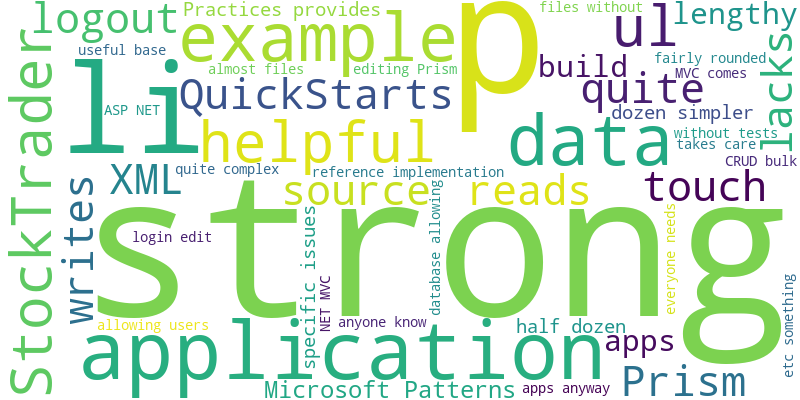 logout
Practices provides
files without
lengthy
useful base
example
p
ul
fairly rounded
almost files
editing Prism
build
MVC comes
lacks
StockTrader
li
ASP NET
QuickStarts
quite
dozen simpler
helpful
data
without tests
takes care
CRUD bulk
XML
quite complex
reference implementation
source
reads
touch
writes
strong
login edit
specific issues
NET MVC
database allowing
everyone needs
etc something
allowing users
anyone know
half dozen
application
apps
Microsoft Patterns
apps anyway
Prism